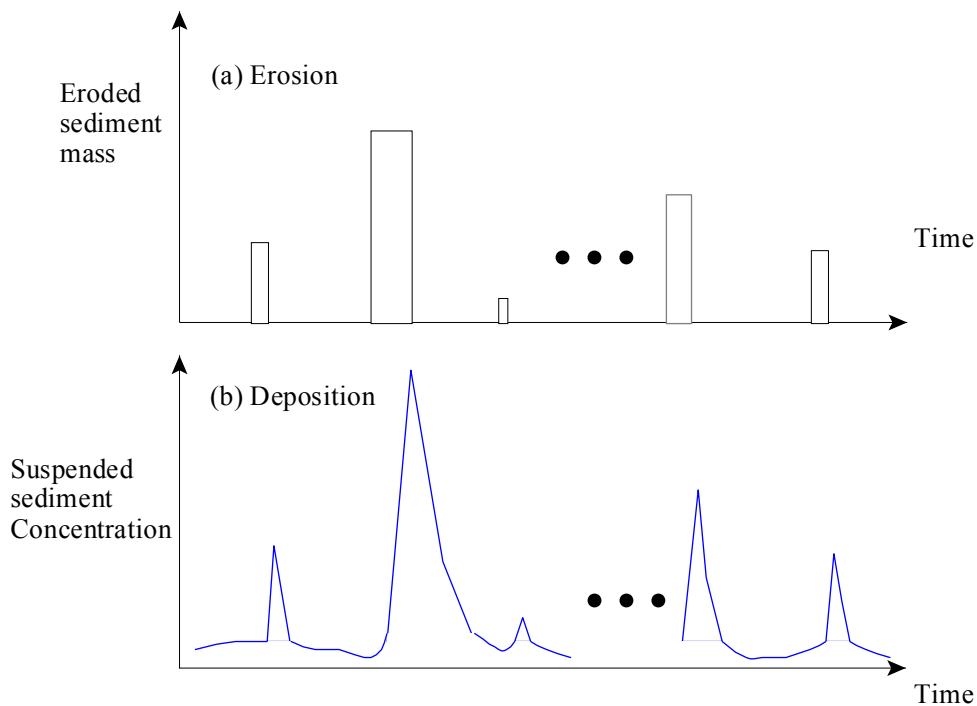 (a) Erosion
Eroded
sediment
mass
Time
(b) Deposition
Suspended
sediment
Concentration
Time